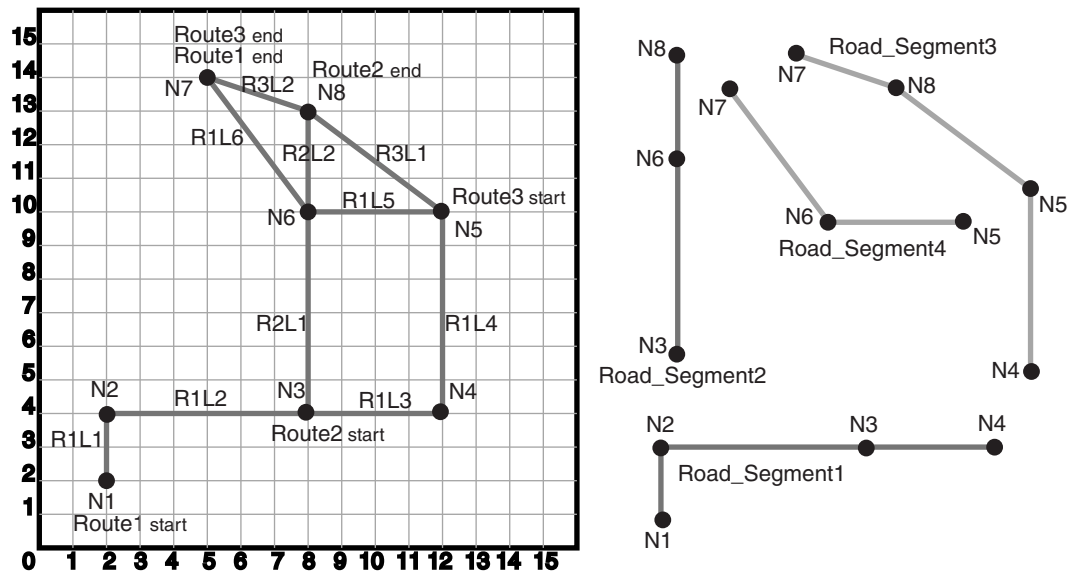 15
14
13
12
11
10
9
8
7
6
5
4
3
2
1
0 1 2 3 4 5 6 7 8 9 10 11 12 13 14 15
Route3 end
Route1 end
N7
R3L2
Route2 end
N8
R1L6
R2L2
R3L1
N6
R1L5
Route3 start
N5
R2L1
R1L4
N2
R1L2
N3
R1L3
N4
Route2 start
R1L1
N1
Route1 start
N8
N6
N3
Road_Segment2
N7
N6
N5
Road_Segment4
Road_Segment3
N7
N8
N5
N4
N2
N3
N4
Road_Segment1
N1